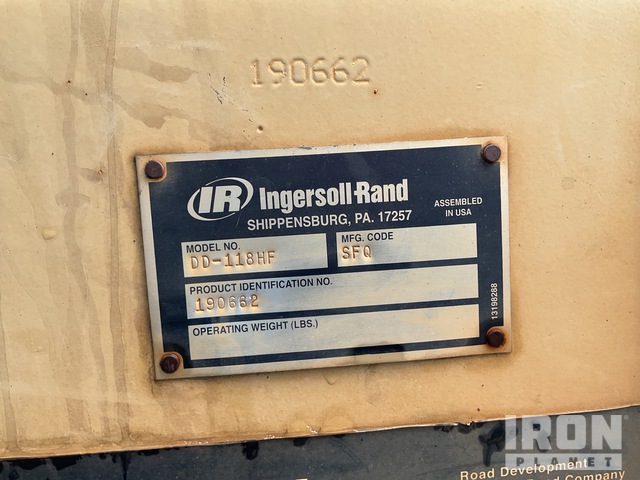 190662
IR Ingersoll-Rand
SHIPPENSBURG, PA. 17257
ASSEMBLED
IN USA
MODEL NO.
DD-118HF
MFG. CODE
SFQ
PRODUCT IDENTIFICATION NO.
190662
OPERATING WEIGHT (LBS.)
13198288
IRON
PLANET
Road Development
Company